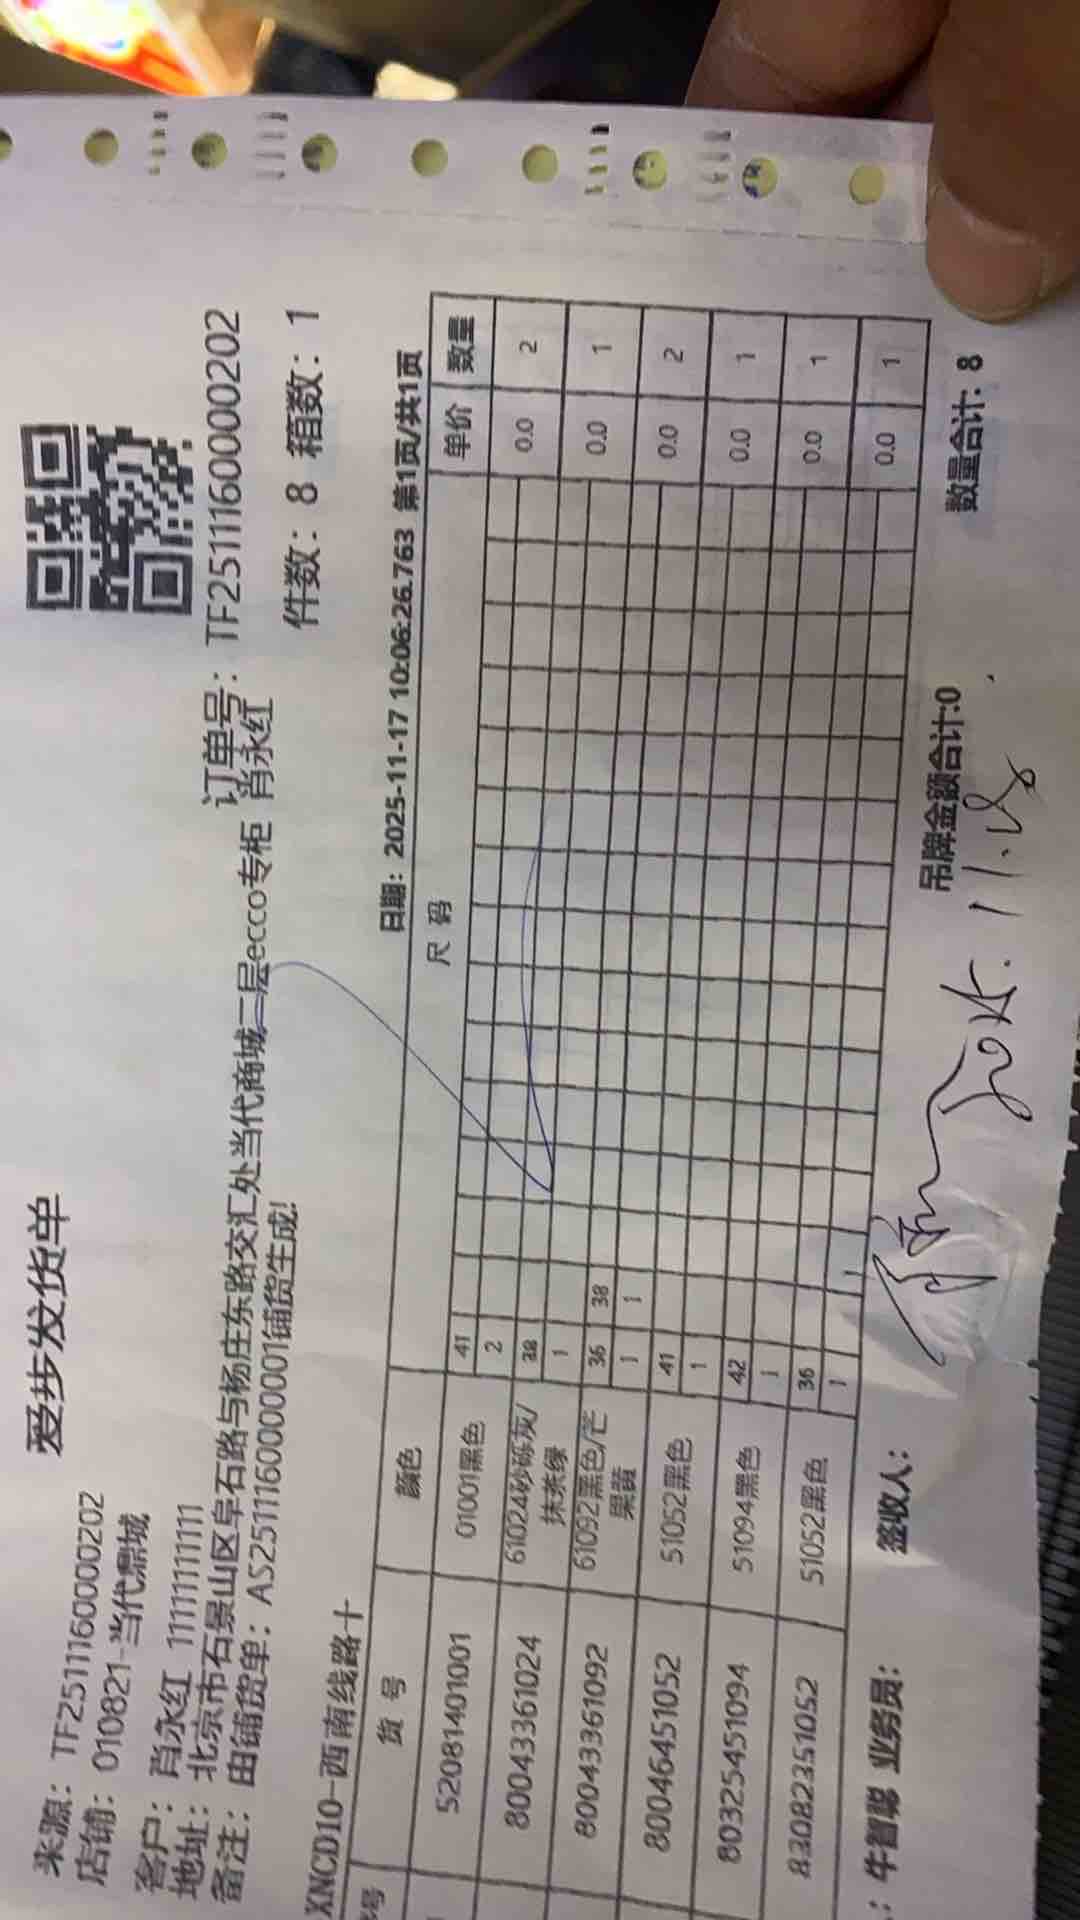 爱步发货单
来源：TF25111600000202
店铺：010821-当代鼎城
订单号：TF25111600000202
客户：肖永红 11111111111
件数：8 箱数：1
地址：北京市石景山区阜石路与杨庄东路交汇处当代商城二层ecco专柜 肖永红
备注：由铺货单：AS25111600000001铺货生成!
XNCD10-西南线路十
日期：2025-11-17 10:06:26.763 第1页/共1页
货号 颜色 尺码 单价 数量
52081401001 01001黑色 41 0.0 2
2
80043361024 61024砂砾灰/抹茶绿 38 0.0 1
1
80043361092 61092黑色/芒果黄 36 38 0.0 2
1 1
80046451052 51052黑色 41 0.0 1
1
80325451094 51094黑色 42 0.0 1
1
83082351052 51052黑色 36 0.0 1
1
吊牌金额合计:0 数量合计: 8
：牛智聪 业务员： 签收人：
2025.11.18